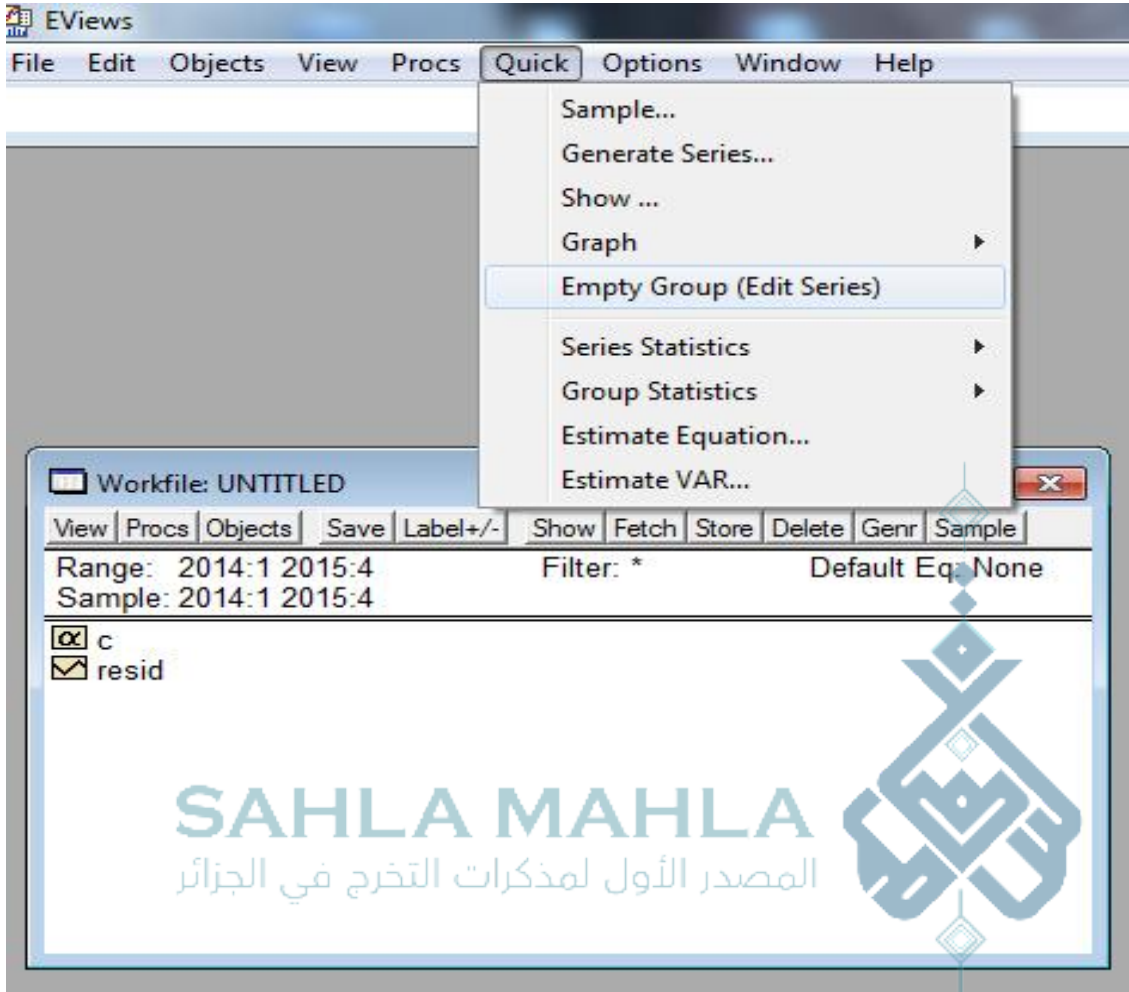 EViews
File Edit Objects View Procs Quick Options Window Help
Sample...
Generate Series...
Show ...
Graph
Empty Group (Edit Series)
Series Statistics
Group Statistics
Estimate Equation...
Estimate VAR...
Workfile: UNTITLED
View Procs Objects Save Label+/- Show Fetch Store Delete Genr Sample
Range: 2014:1 2015:4 Filter: * Default Eq: None
Sample: 2014:1 2015:4
α c
resid
SAHLA MAHLA
المصدر الأول لمذكرات التخرج في الجزائر